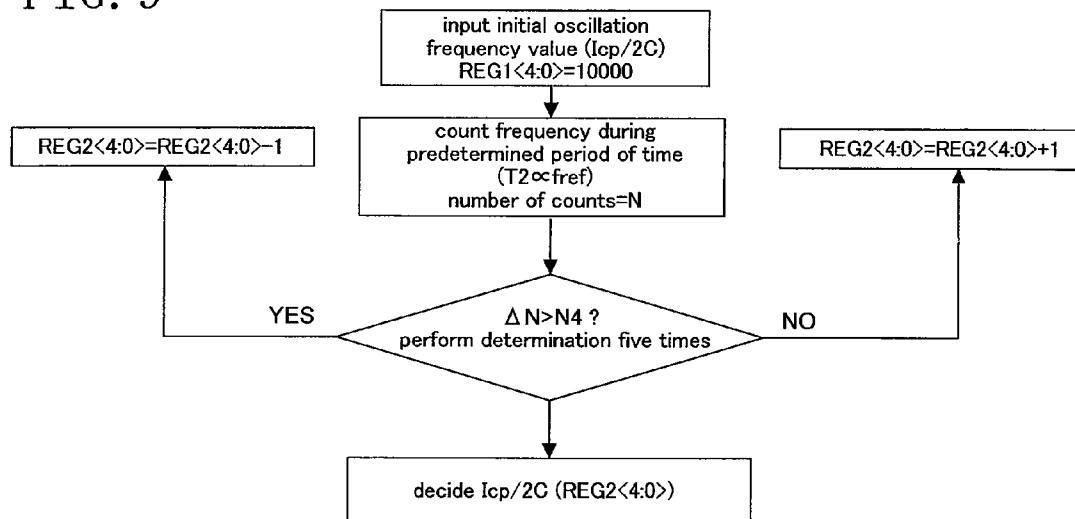 FIG. 9
input initial oscillation
frequency value (Icp/2C)
REG1<4:0>=10000
count frequency during
predetermined period of time
(T2∝fref)
number of counts=N
REG2<4:0>=REG2<4:0>-1
REG2<4:0>=REG2<4:0>+1
YES
ΔN>N4 ?
perform determination five times
NO
decide Icp/2C (REG2<4:0>)